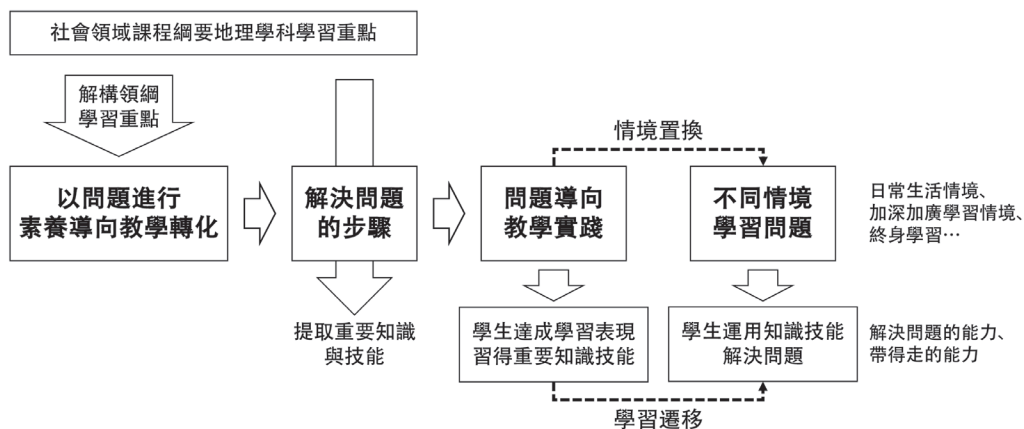 社會領域課程綱要地理學科學習重點
解構領綱
學習重點
情境置換
以問題進行
素養導向教學轉化
解決問題
的步驟
問題導向
教學實踐
不同情境
學習問題
日常生活情境、
加深加廣學習情境、
終身學習…
提取重要知識
與技能
學生達成學習表現
習得重要知識技能
學生運用知識技能
解決問題
解決問題的能力、
帶得走的能力
學習遷移